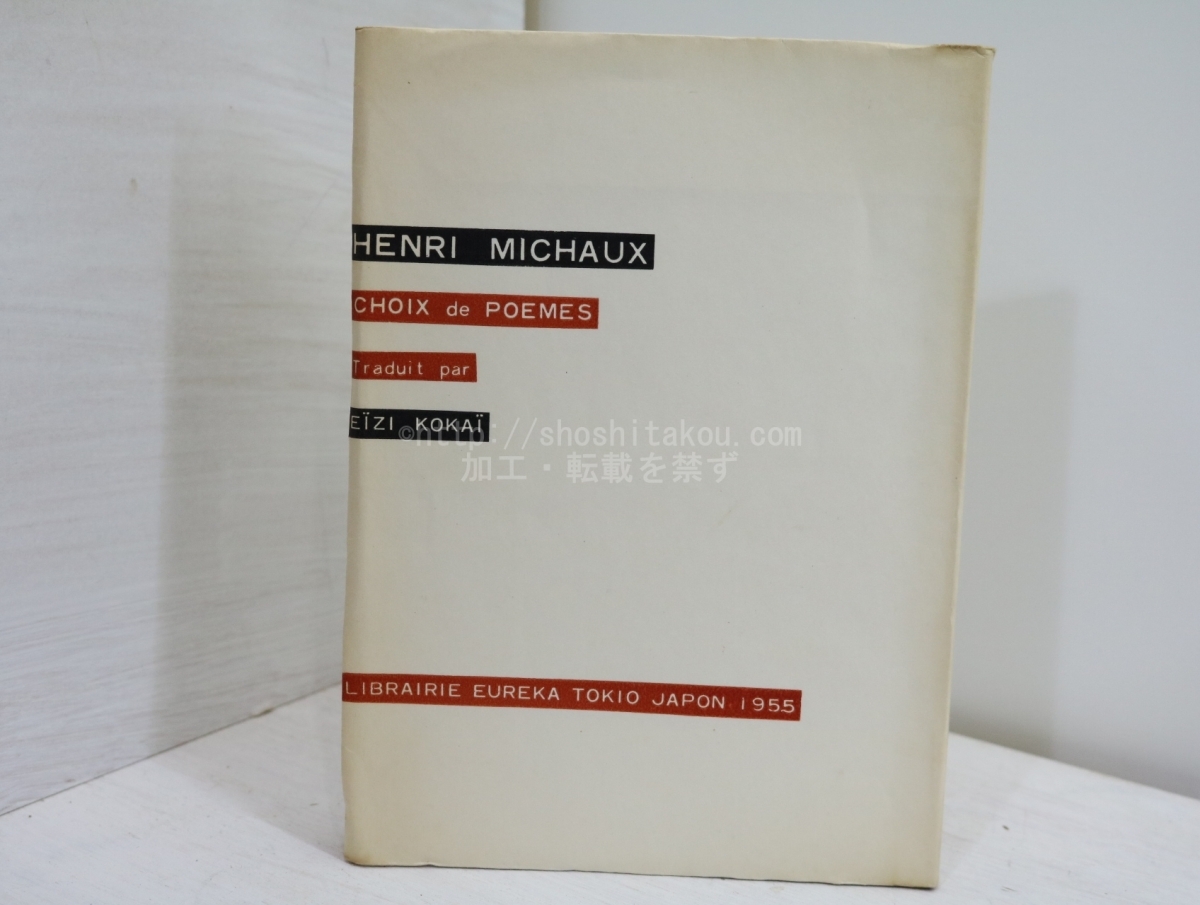 HENRI MICHAUX
CHOIX de POEMES
Traduit par
EÏZI KOKAÏ
©http://shoshitakou.com
加工・転載を禁ず
LIBRAIRIE EUREKA TOKIO JAPON. 1955